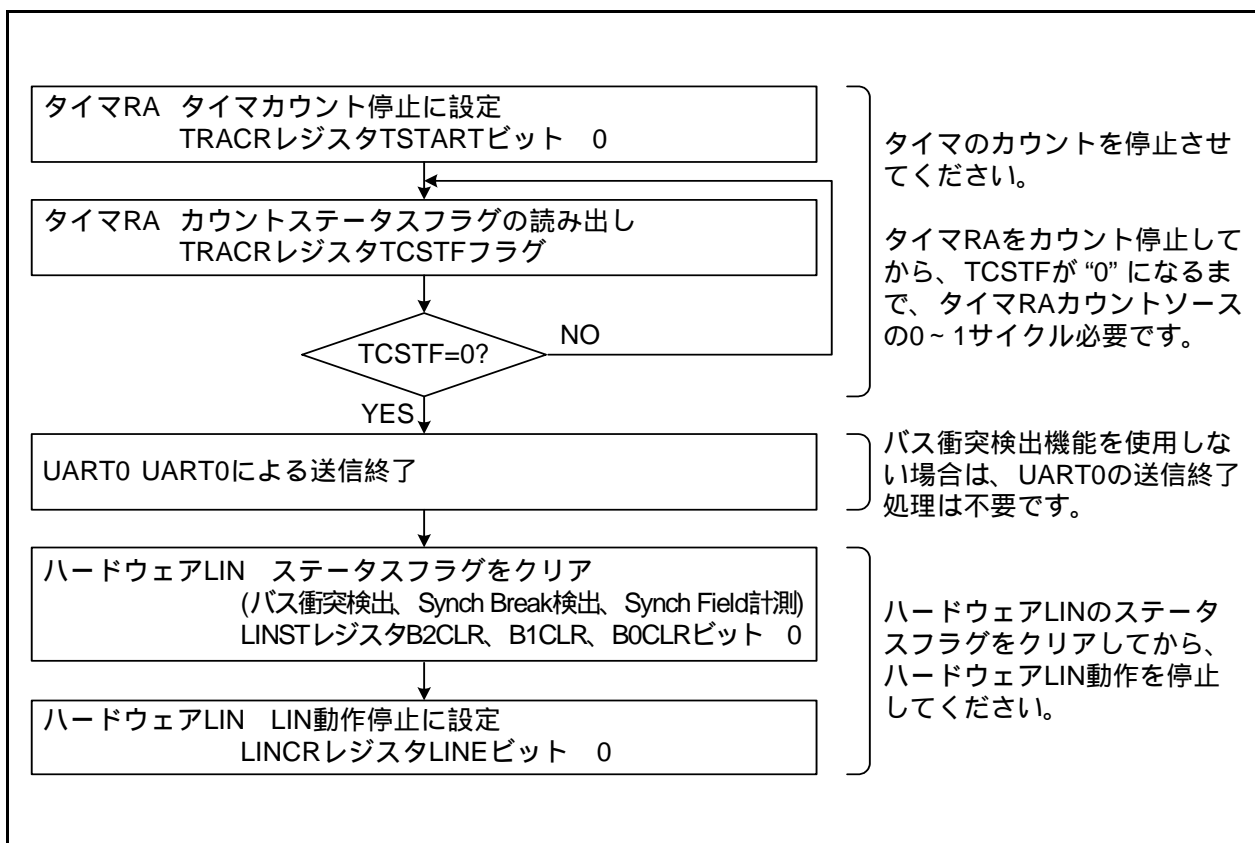 タイマRA タイマカウント停止に設定
TRACRレジスタTSTARTビット 0
タイマRA カウントステータスフラグの読み出し
TRACRレジスタTCSTFフラグ
TCSTF=0?
NO
YES
タイマのカウントを停止させ
てください。
タイマRAをカウント停止して
から、TCSTFが “0” になるま
で、タイマRAカウントソース
の0~1サイクル必要です。
UART0 UART0による送信終了
バス衝突検出機能を使用しな
い場合は、UART0の送信終了
処理は不要です。
ハードウェアLIN ステータスフラグをクリア
(バス衝突検出、Synch Break検出、Synch Field計測)
LINSTレジスタB2CLR、B1CLR、B0CLRビット 0
ハードウェアLIN LIN動作停止に設定
LINCRレジスタLINEビット 0
ハードウェアLINのステータ
スフラグをクリアしてから、
ハードウェアLIN動作を停止
してください。